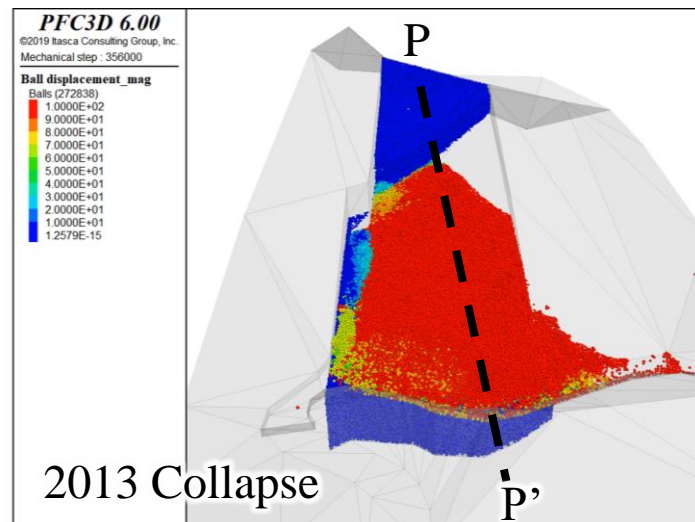 PFC3D 6.00
©2019 Itasca Consulting Group, Inc.
Mechanical step : 356000
Ball displacement_mag
Balls (272838)
1.0000E+02
9.0000E+01
8.0000E+01
7.0000E+01
6.0000E+01
5.0000E+01
4.0000E+01
3.0000E+01
2.0000E+01
1.0000E+01
1.2579E-15
P
2013 Collapse
P’